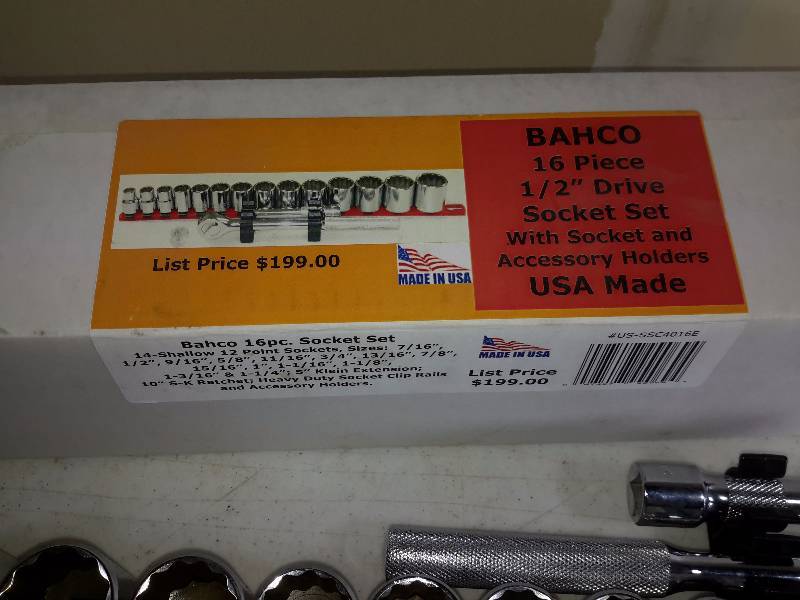 BAHCO
16 Piece
1/2" Drive
Socket Set
With Socket and
Accessory Holders
USA Made
List Price $199.00
MADE IN USA
Bahco 16pc. Socket Set
14-Shallow 12 Point Sockets, Sizes: 7/16",
1/2", 9/16", 5/8", 11/16", 3/4", 13/16", 7/8",
15/16", 1", 1-1/16", 1-1/8",
1-3/16" & 1-1/4"; 5" Klein Extension;
10" S-K Ratchet; Heavy Duty Socket Clip Rails
and Accessory Holders.
MADE IN USA
List Price
$199.00
#US-SSC4016E